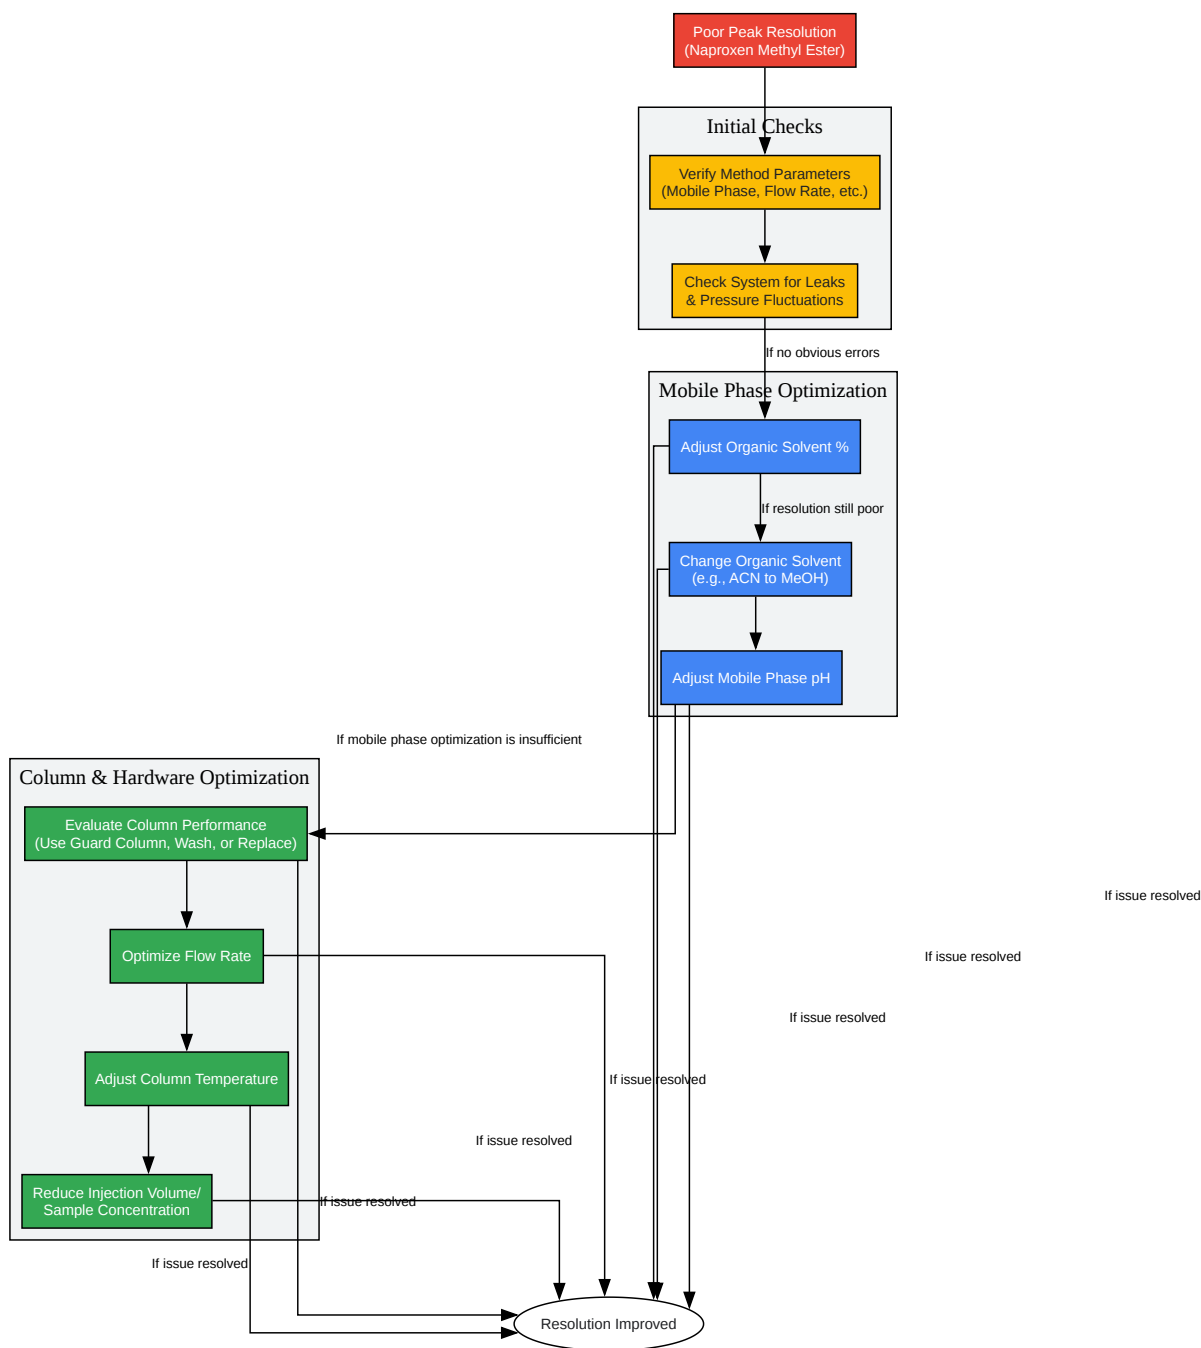 Poor Peak Resolution
(Naproxen Methyl Ester)
Initial Checks
Verify Method Parameters
(Mobile Phase, Flow Rate, etc.)
Check System for Leaks
& Pressure Fluctuations
If no obvious errors
Mobile Phase Optimization
Adjust Organic Solvent %
If resolution still poor
Change Organic Solvent
(e.g., ACN to MeOH)
Adjust Mobile Phase pH
If mobile phase optimization is insufficient
Column & Hardware Optimization
Evaluate Column Performance
(Use Guard Column, Wash, or Replace)
If issue resolved
Optimize Flow Rate
If issue resolved
If issue resolved
Adjust Column Temperature
If issue resolved
If issue resolved
Reduce Injection Volume/
Sample Concentration
If issue resolved
If issue resolved
Resolution Improved